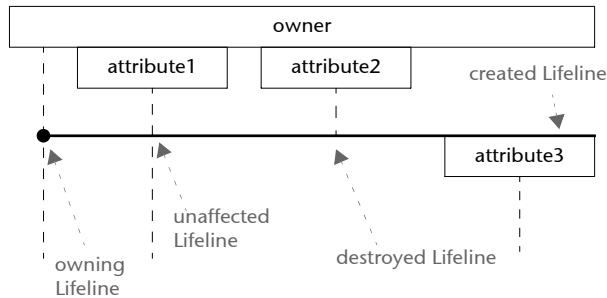 owner
attribute1
attribute2
created Lifeline
attribute3
unaffected
Lifeline
destroyed Lifeline
owning
Lifeline